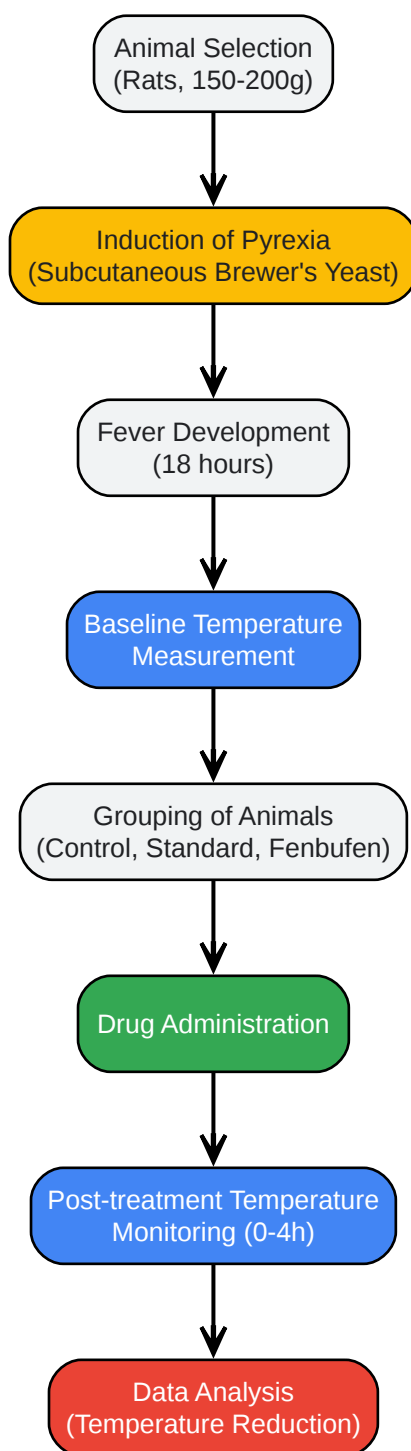 Animal Selection
(Rats, 150-200g)
Induction of Pyrexia
(Subcutaneous Brewer's Yeast)
Fever Development
(18 hours)
Baseline Temperature
Measurement
Grouping of Animals
(Control, Standard, Fenbufen)
Drug Administration
Post-treatment Temperature
Monitoring (0-4h)
Data Analysis
(Temperature Reduction)